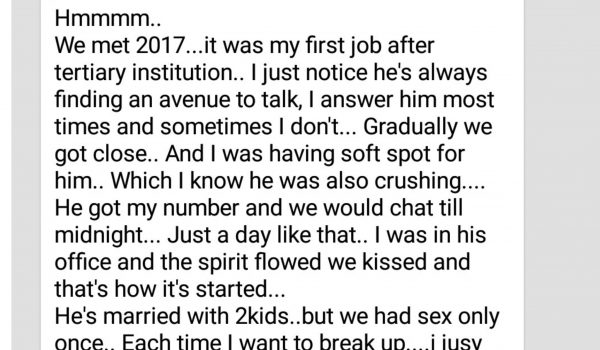 Hmmmm..
We met 2017...it was my first job after
tertiary institution.. I just notice he's always
finding an avenue to talk, I answer him most
times and sometimes I don't... Gradually we
got close.. And I was having soft spot for
him.. Which I know he was also crushing....
He got my number and we would chat till
midnight... Just a day like that.. I was in his
office and the spirit flowed we kissed and
that's how it's started...
He's married with 2kids..but we had sex only
once.. Each time I want to break up....i jusy